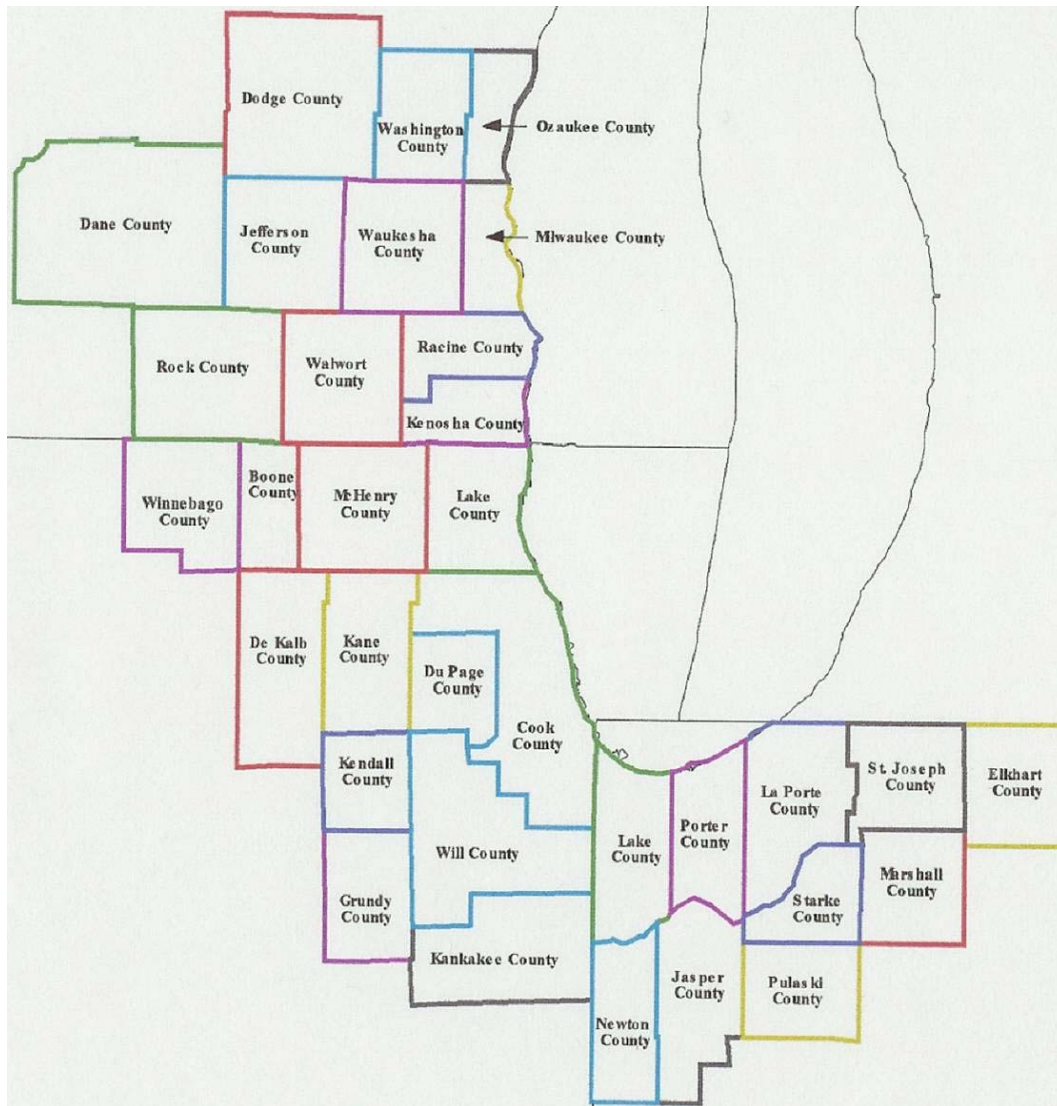 Dodge County
Washington
County
Ozaukee County
Dane County
Jefferson
County
Waukesha
County
Milwaukee County
Rock County
Walwort
County
Racine County
Kenosha County
Winnebago
County
Boone
County
McHenry
County
Lake
County
De Kalb
County
Kane
County
Du Page
County
Cook
County
Kendall
County
Will County
Grundy
County
Kankakee County
Lake
County
Porter
County
La Porte
County
St. Joseph
County
Elkhart
County
Starke
County
Marshall
County
Newton
County
Jasper
County
Pulaski
County